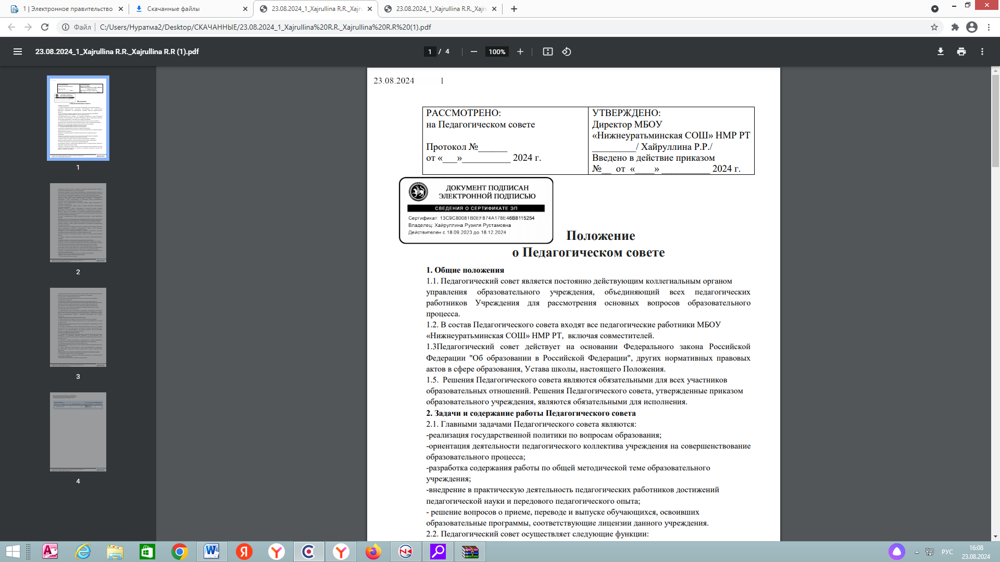 1 | Электронное правительство
Скачанные файлы
23.08.2024_1_Xajrullina R.R._Xajr
23.08.2024_1_Xajrullina R.R._Xajr
Файл
C:/Users/Нуратма2/Desktop/СКАЧАННЫЕ/23.08.2024_1_Xajrullina%20R.R._Xajrullina%20R.R%20(1).pdf
23.08.2024_1_Xajrullina R.R._Xajrullina R.R (1).pdf
1 / 4
100%
1
2
3
4
23.08.2024 1
РАССМОТРЕНО:
на Педагогическом совете
Протокол №______
от «___»__________ 2024 г.
УТВЕРЖДЕНО:
Директор МБОУ
«Нижнеуратьминская СОШ» НМР РТ
_________/ Хайруллина Р.Р./
Введено в действие приказом
№__ от «____» __________ 2024 г.
ДОКУМЕНТ ПОДПИСАН
ЭЛЕКТРОННОЙ ПОДПИСЬЮ
СВЕДЕНИЯ О СЕРТИФИКАТЕ ЭП
Сертификат: 13C9C80081B0EF874A178E46B8115254
Владелец: Хайруллина Рузиля Рустамовна
Действителен с 18.09.2023 до 18.12.2024
Положение
о Педагогическом совете
1. Общие положения
1.1. Педагогический совет является постоянно действующим коллегиальным органом
управления образовательного учреждения, объединяющий всех педагогических
работников Учреждения для рассмотрения основных вопросов образовательного
процесса.
1.2. В состав Педагогического совета входят все педагогические работники МБОУ
«Нижнеуратьминская СОШ» НМР РТ, включая совместителей.
1.3Педагогический совет действует на основании Федерального закона Российской
Федерации "Об образовании в Российской Федерации", других нормативных правовых
актов в сфере образования, Устава школы, настоящего Положения.
1.5. Решения Педагогического совета являются обязательными для всех участников
образовательных отношений. Решения Педагогического совета, утвержденные приказом
образовательного учреждения, являются обязательными для исполнения.
2. Задачи и содержание работы Педагогического совета
2.1. Главными задачами Педагогического совета являются:
-реализация государственной политики по вопросам образования;
-ориентация деятельности педагогического коллектива учреждения на совершенствование
образовательного процесса;
-разработка содержания работы по общей методической теме образовательного
учреждения;
-внедрение в практическую деятельность педагогических работников достижений
педагогической науки и передового педагогического опыта;
- решение вопросов о приеме, переводе и выпуске обучающихся, освоивших
образовательные программы, соответствующие лицензии данного учреждения.
2.2. Педагогический совет осуществляет следующие функции:
РУС
16:08
23.08.2024